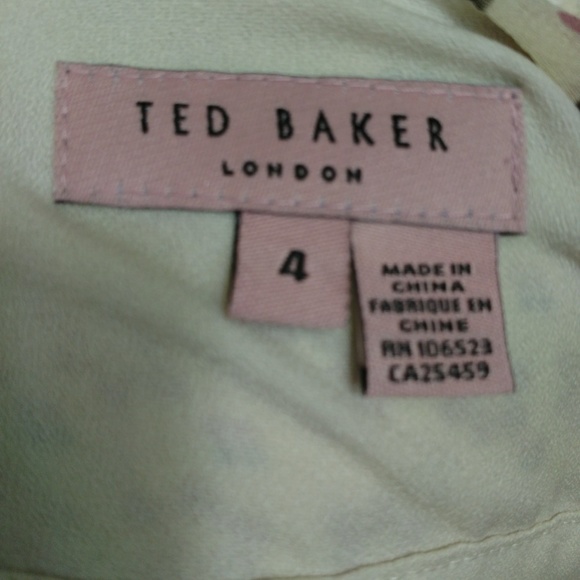 TED BAKER
LONDON
4
MADE IN
CHINA
FABRIQUE EN
CHINE
RN 106523
CA25459